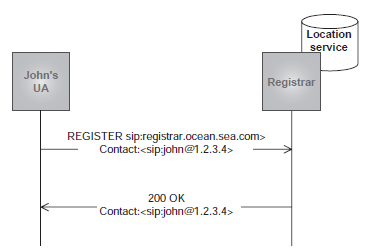 Location
service
John's
UA
Registrar
REGISTER sip:registrar.ocean.sea.com>
Contact:<sip:john@1.2.3.4>
200 OK
Contact:<sip:john@1.2.3.4>